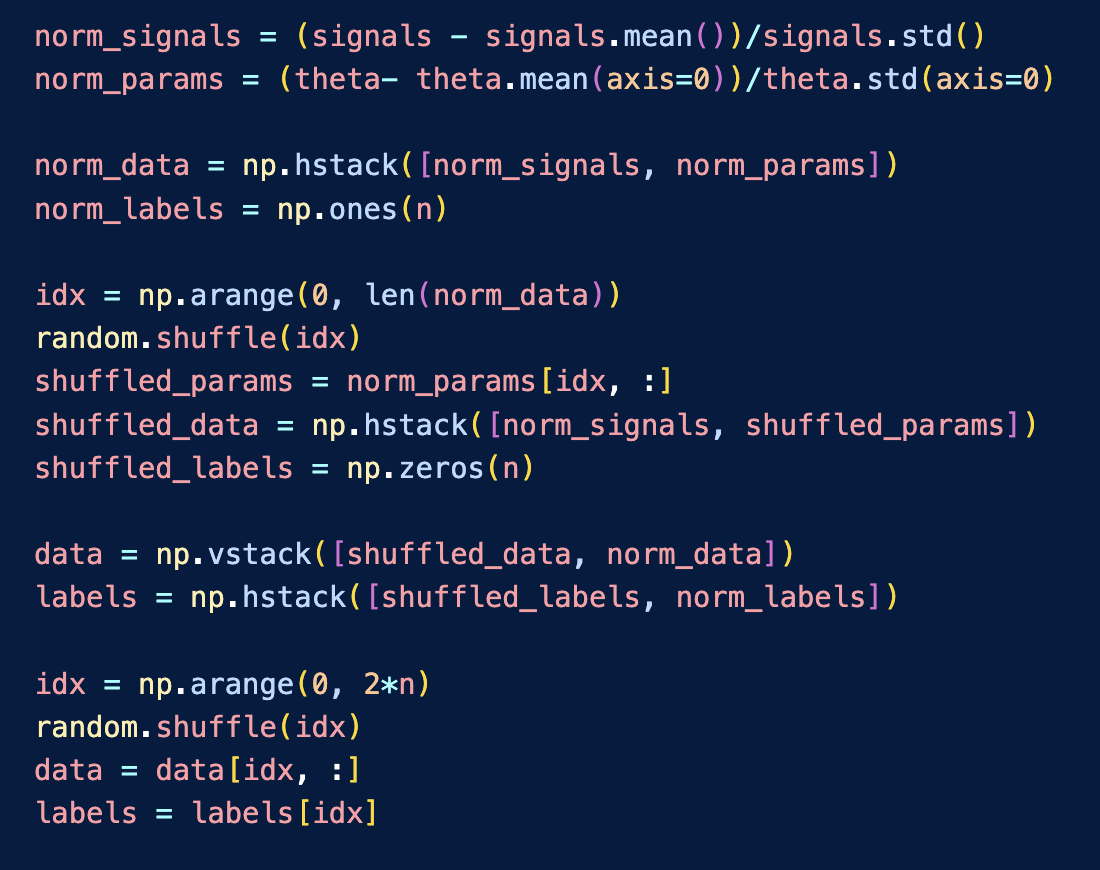 norm_signals = (signals - signals.mean())/signals.std()
norm_params = (theta- theta.mean(axis=0))/theta.std(axis=0)
norm_data = np.hstack([norm_signals, norm_params])
norm_labels = np.ones(n)
idx = np.arange(0, len(norm_data))
random.shuffle(idx)
shuffled_params = norm_params[idx, :]
shuffled_data = np.hstack([norm_signals, shuffled_params])
shuffled_labels = np.zeros(n)
data = np.vstack([shuffled_data, norm_data])
labels = np.hstack([shuffled_labels, norm_labels])
idx = np.arange(0, 2*n)
random.shuffle(idx)
data = data[idx, :]
labels = labels[idx]